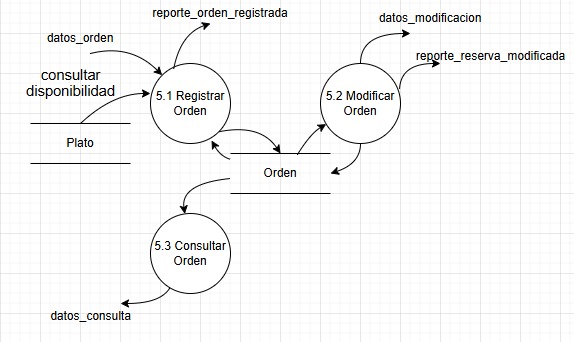 reporte_orden_registrada
datos_orden
datos_modificacion
reporte_reserva_modificada
consultar
disponibilidad
5.1 Registrar
Orden
5.2 Modificar
Orden
Plato
Orden
5.3 Consultar
Orden
datos_consulta